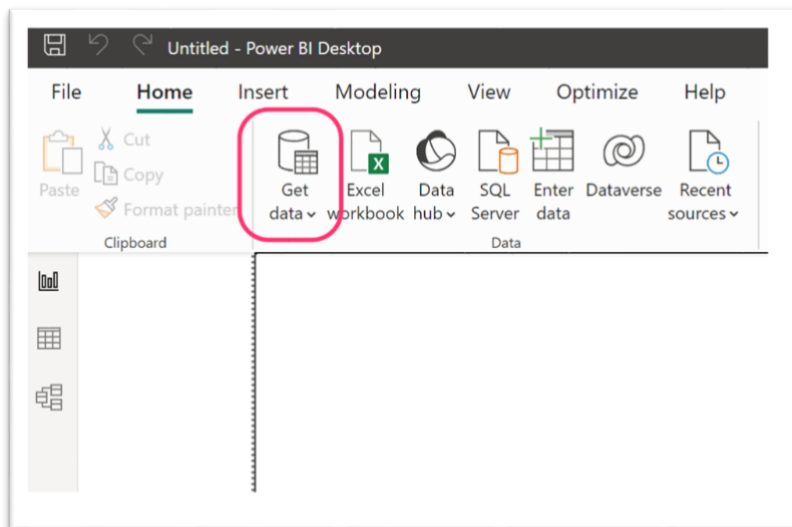 Untitled - Power BI Desktop
File Home Insert Modeling View Optimize Help
Cut
Copy
Format painter
Paste
Clipboard
Get data
Excel workbook
Data hub
SQL Server
Enter data
Dataverse
Recent sources
Data